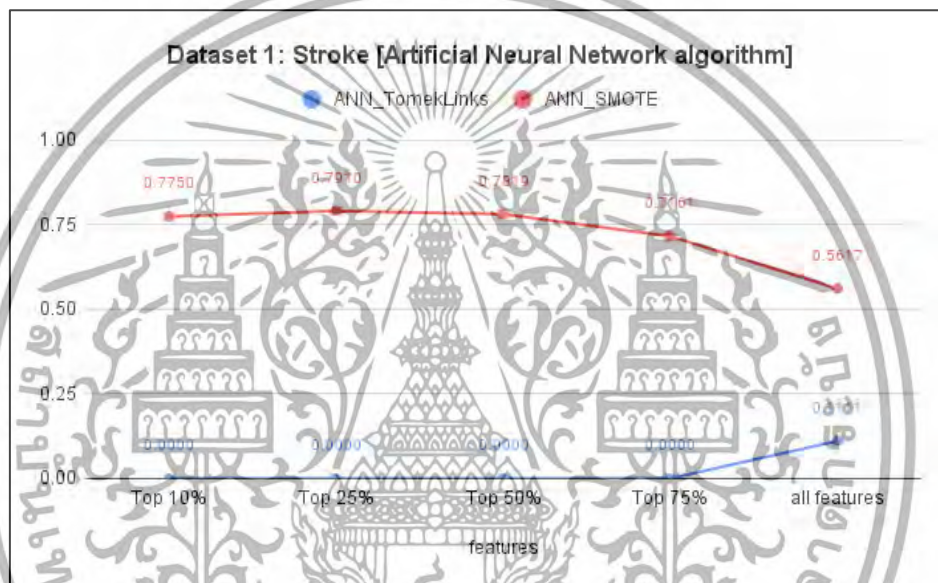 Dataset 1: Stroke [Artificial Neural Network algorithm]
ANN_TomekLinks ANN_SMOTE
1.00
0.75
0.50
0.25
0.00
0.7750
0.7910
0.5617
0.0000 0.0000 0.0000 0.0000
Top 10% Top 25% Top 50% Top 75% all features
features